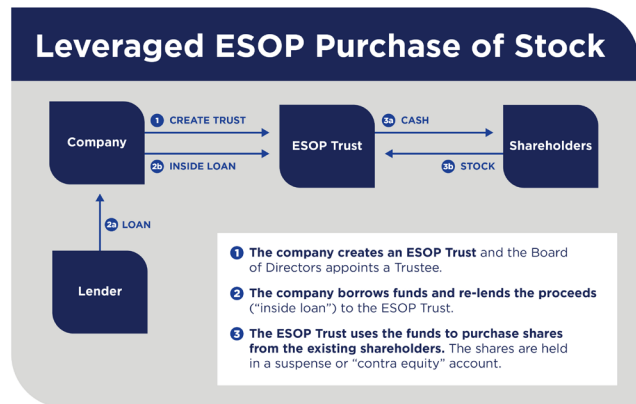 Leveraged ESOP Purchase of Stock
Company
1 CREATE TRUST
2b INSIDE LOAN
ESOP Trust
3a CASH
3b STOCK
Shareholders
2a LOAN
Lender
1 The company creates an ESOP Trust and the Board
of Directors appoints a Trustee.
2 The company borrows funds and re-lends the proceeds
(“inside loan”) to the ESOP Trust.
3 The ESOP Trust uses the funds to purchase shares
from the existing shareholders. The shares are held
in a suspense or “contra equity” account.